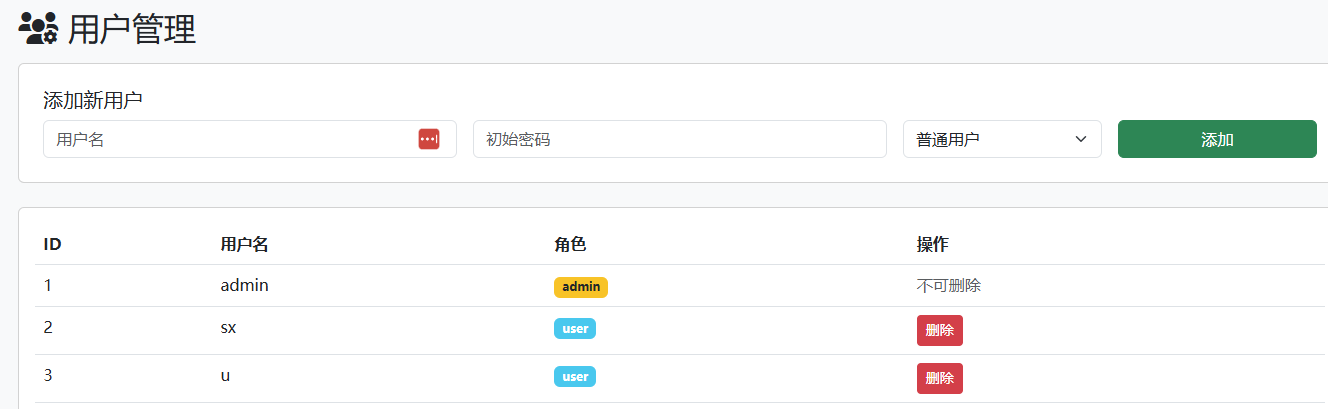 用户管理
添加新用户
用户名 初始密码 普通用户 添加
ID 用户名 角色 操作
1 admin admin 不可删除
2 sx user 删除
3 u user 删除